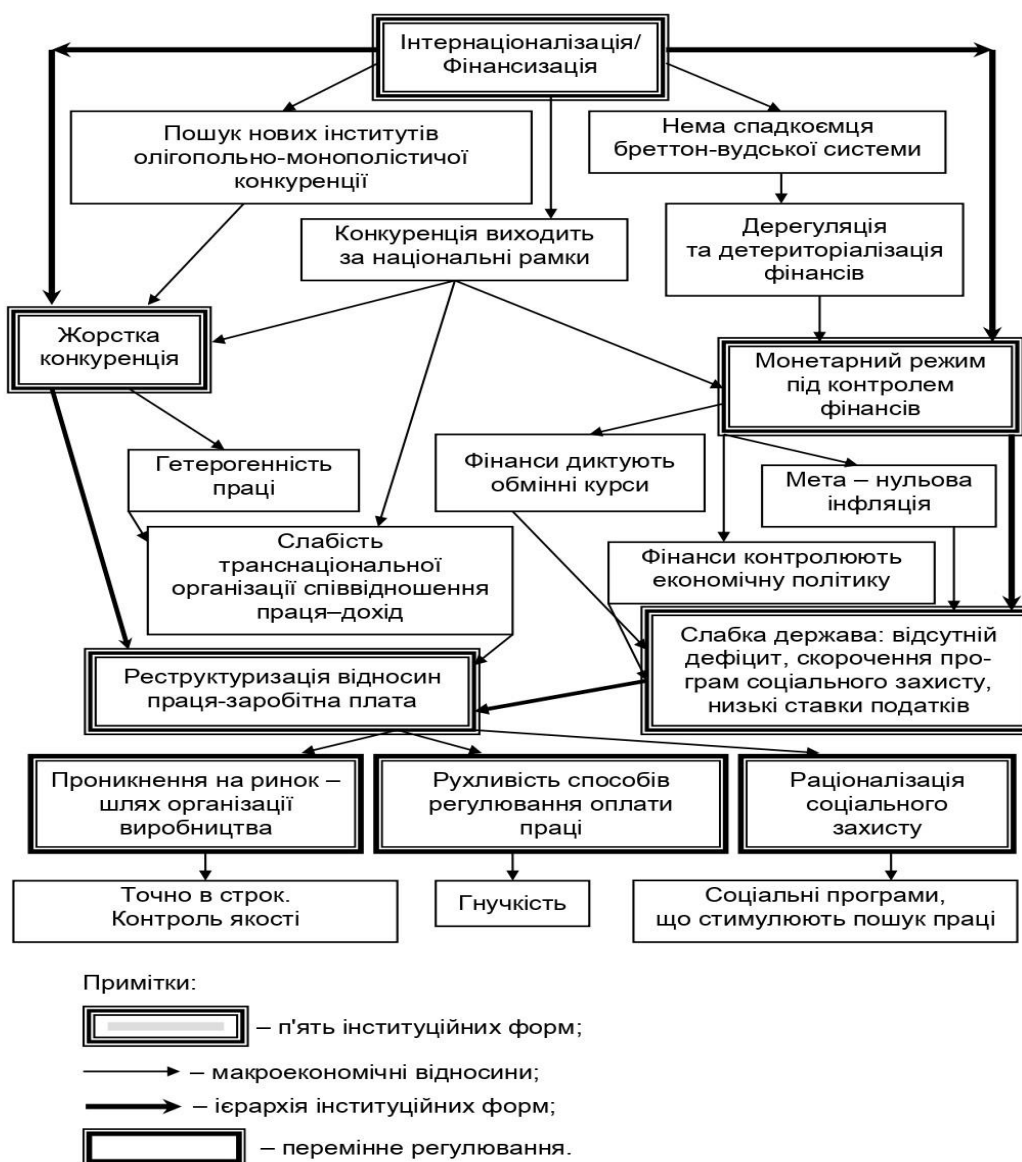 Інтернаціоналізація/
Фінансизація
Пошук нових інститутів
олігопольно-монополістичої
конкуренції
Нема спадкоємця
бреттон-вудської системи
Конкуренція виходить
за національні рамки
Дерегуляція
та детериторіалізація
фінансів
Жорстка
конкуренція
Монетарний режим
під контролем
фінансів
Гетерогенність
праці
Фінанси диктують
обмінні курси
Мета – нульова
інфляція
Слабість
транснаціональної
організації співвідношення
праця–дохід
Фінанси контролюють
економічну політику
Слабка держава: відсутній
дефіцит, скорочення про-
грам соціального захисту,
низькі ставки податків
Реструктуризація відносин
праця-заробітна плата
Проникнення на ринок –
шлях організації
виробництва
Рухливість способів
регулювання оплати
праці
Раціоналізація
соціального
захисту
Точно в строк.
Контроль якості
Гнучкість
Соціальні програми,
що стимулюють пошук праці
Примітки:
– п'ять інституційних форм;
– макроекономічні відносини;
– ієрархія інституційних форм;
– перемінне регулювання.